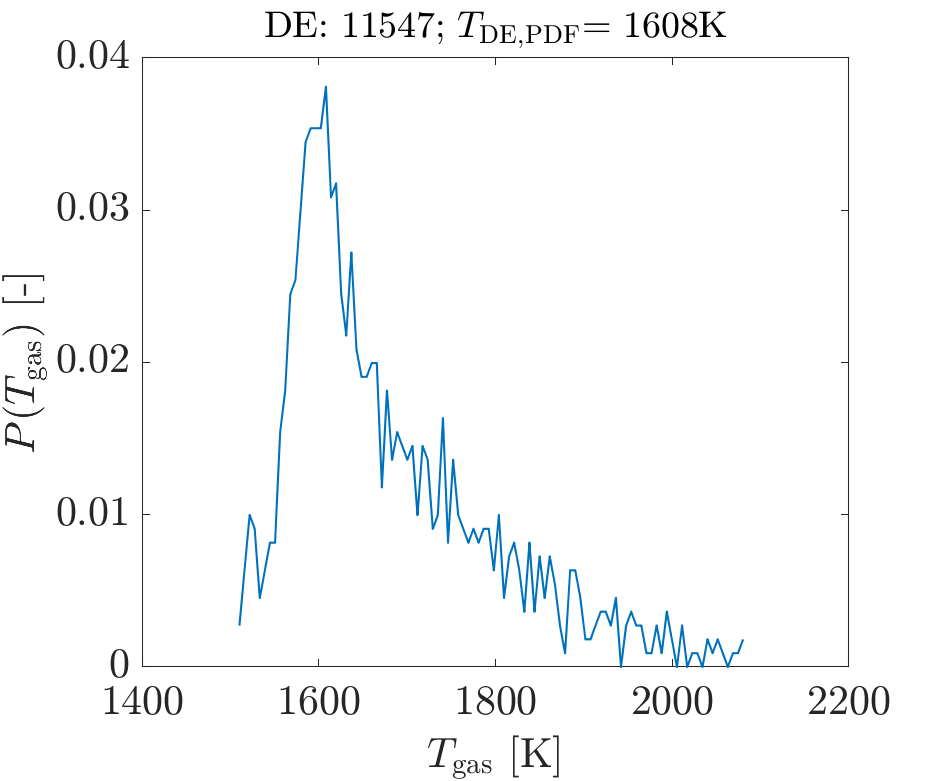 DE: 11547; T_DE,PDF= 1608K
0.04
0.03
0.02
0.01
0
P(T_gas) [-]
1400 1600 1800 2000 2200
T_gas [K]